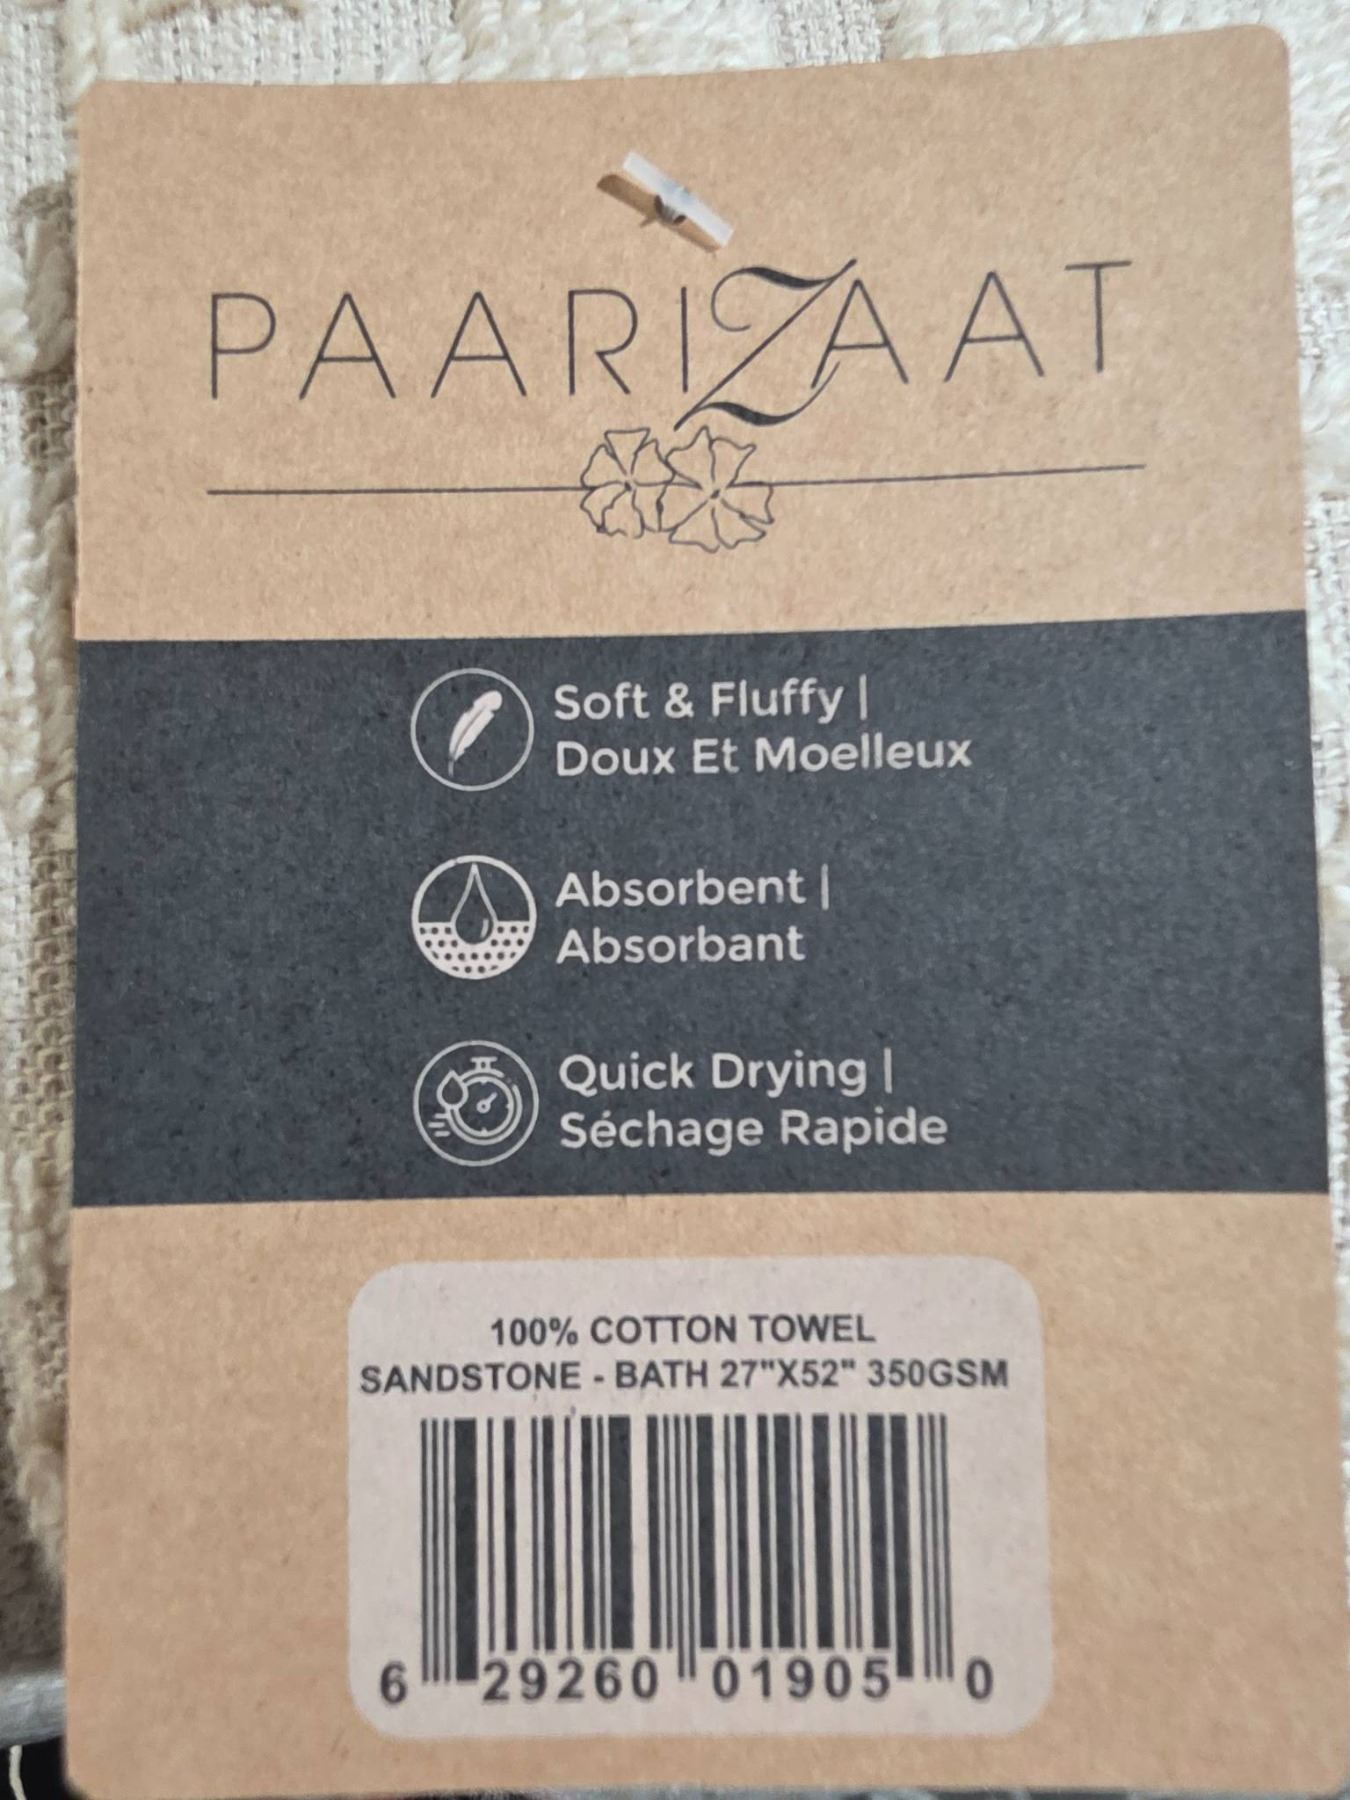 PAARIZAAT
Soft & Fluffy |
Doux Et Moelleux
Absorbent |
Absorbant
Quick Drying |
Séchage Rapide
100% COTTON TOWEL
SANDSTONE - BATH 27"X52" 350GSM
6 29260 01905 0